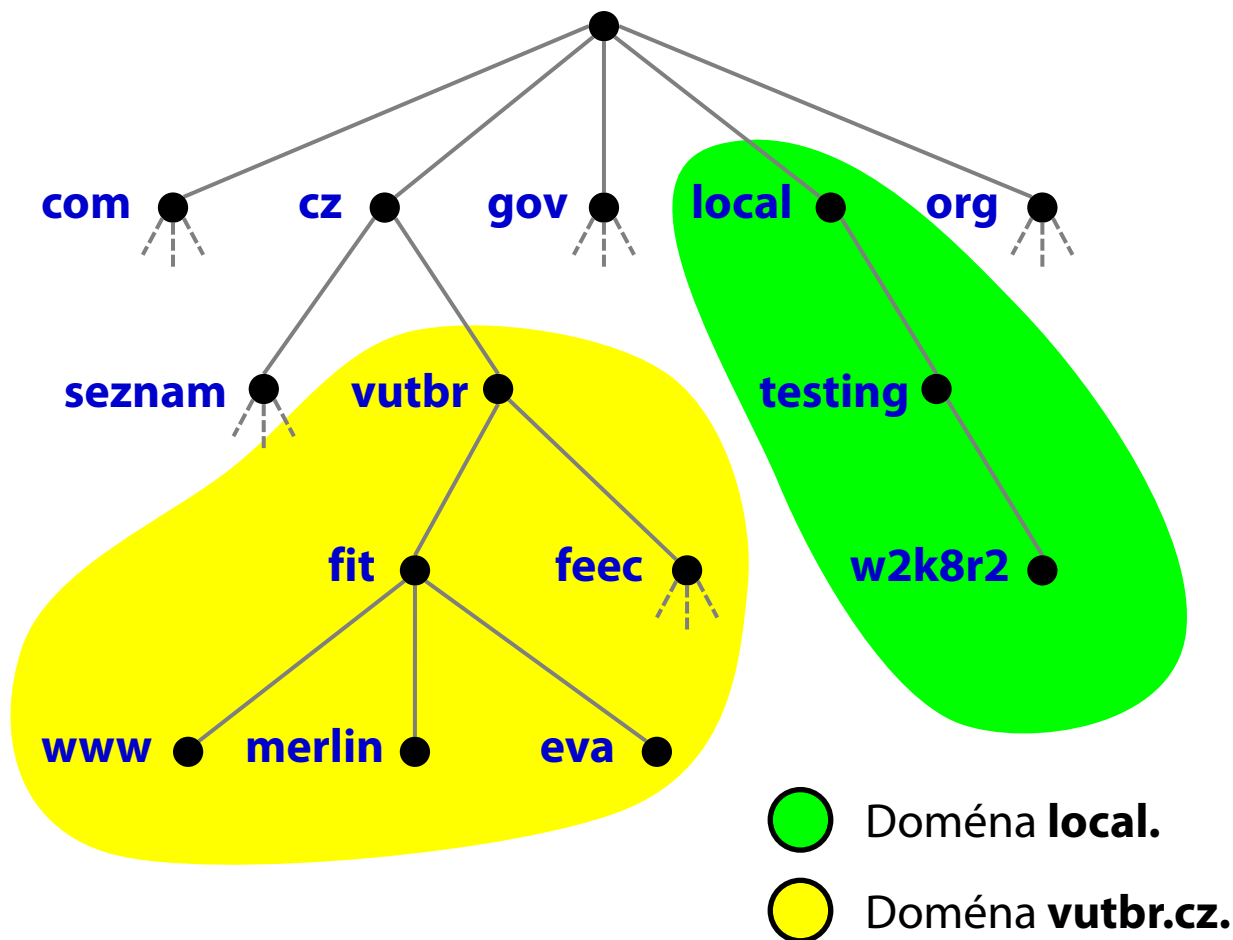 com cz gov local org
seznam vutbr testing
fit feec w2k8r2
www merlin eva
Doména local.
Doména vutbr.cz.